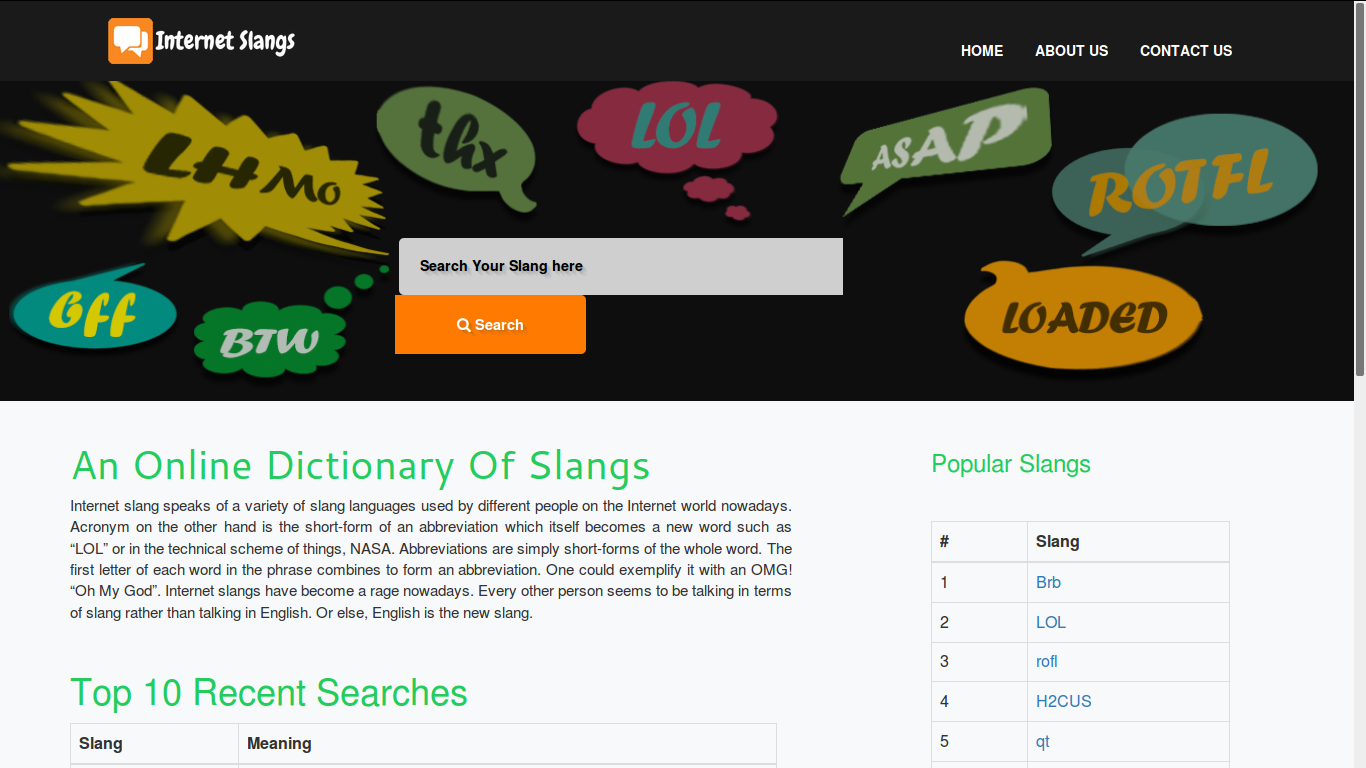 Internet Slangs
HOME ABOUT US CONTACT US
LHMO
thx
LOL
ASAP
ROTFL
Search Your Slang here
Bff
BTW
LOADED
Search
An Online Dictionary Of Slangs
Internet slang speaks of a variety of slang languages used by different people on the Internet world nowadays.
Acronym on the other hand is the short-form of an abbreviation which itself becomes a new word such as
“LOL” or in the technical scheme of things, NASA. Abbreviations are simply short-forms of the whole word. The
first letter of each word in the phrase combines to form an abbreviation. One could exemplify it with an OMG!
“Oh My God”. Internet slangs have become a rage nowadays. Every other person seems to be talking in terms
of slang rather than talking in English. Or else, English is the new slang.
Top 10 Recent Searches
Slang Meaning
Popular Slangs
# Slang
1 Brb
2 LOL
3 rofl
4 H2CUS
5 qt